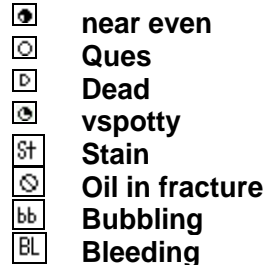 near even
Ques
D Dead
vspotty
St Stain
Oil in fracture
bb Bubbling
BL Bleeding